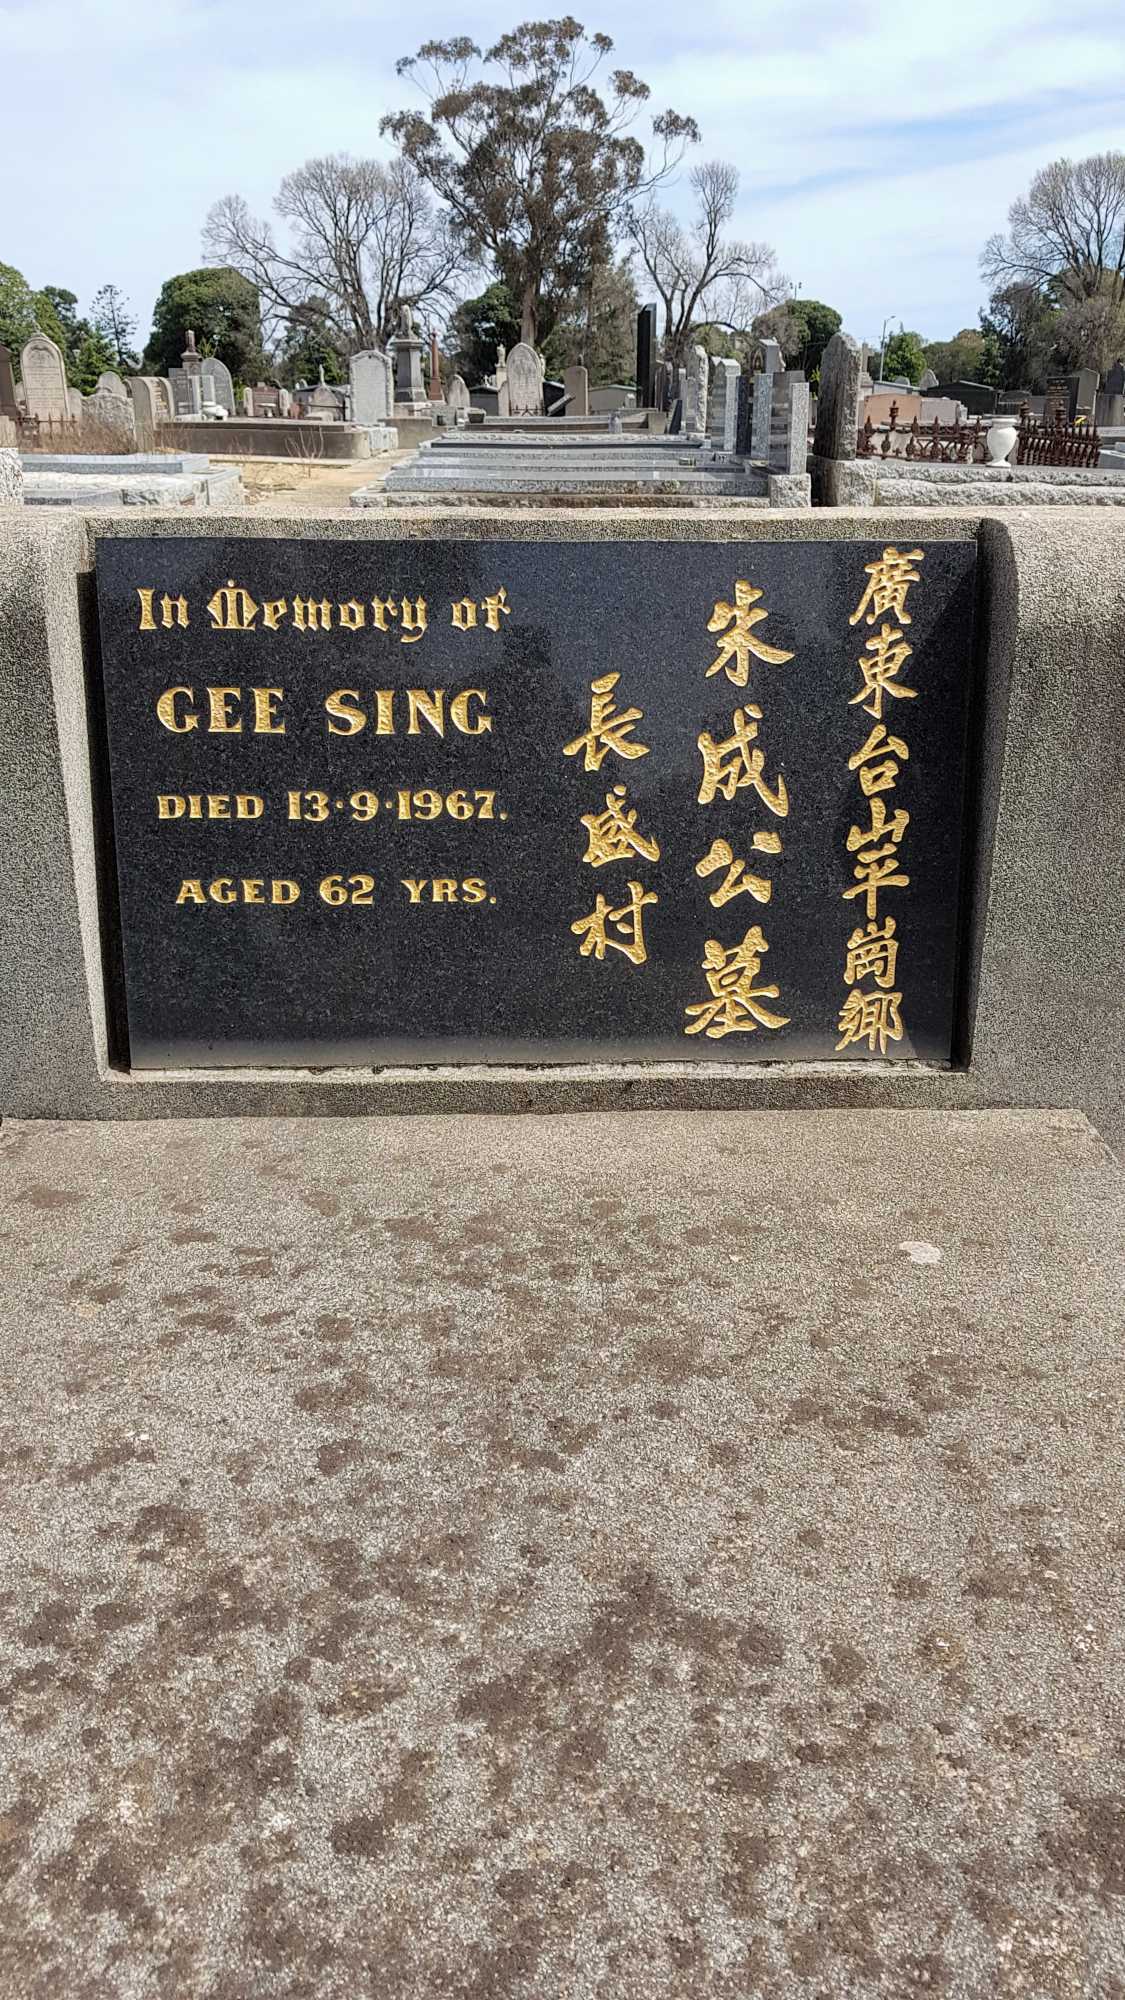 In Memory of
GEE SING
DIED 13·9·1967.
AGED 62 YRS.
廣東台山平崗鄉
朱成公墓
長盛村